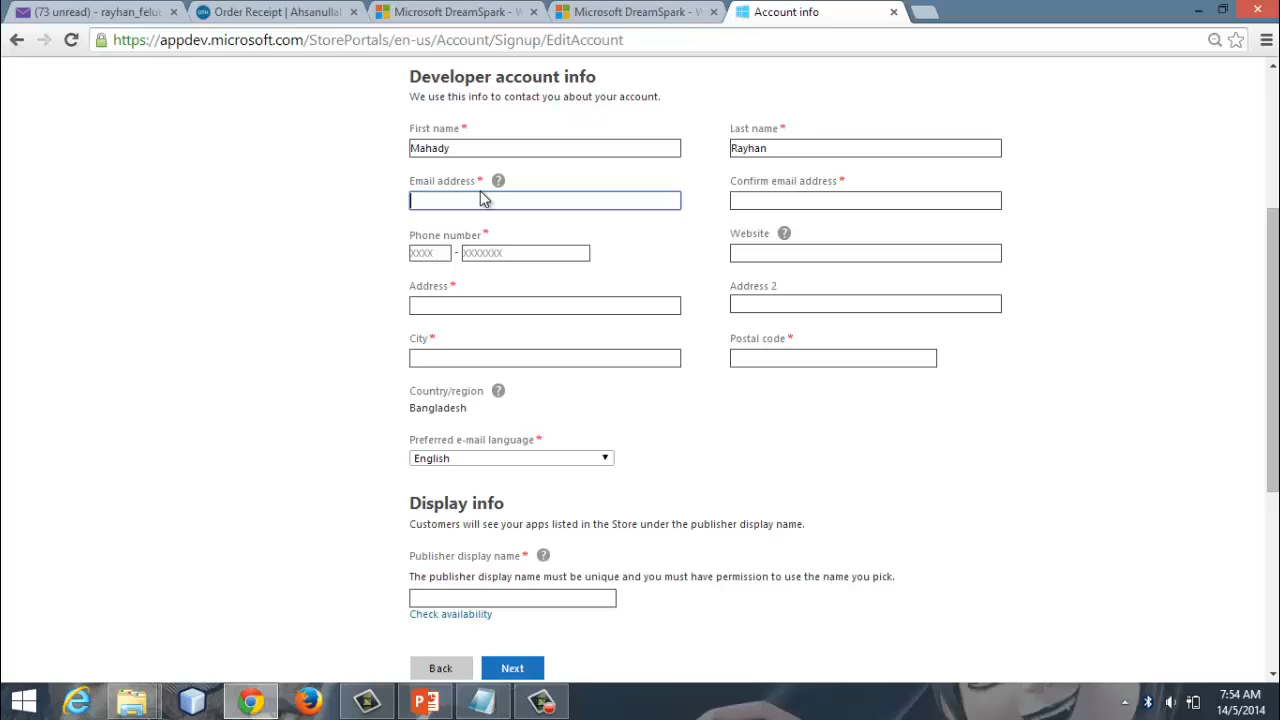 (73 unread) - rayhan_felu
Order Receipt | Ahsanullah
Microsoft DreamSpark - W
Microsoft DreamSpark - W
Account info
https://appdev.microsoft.com/StorePortals/en-us/Account/Signup/EditAccount
Developer account info
We use this info to contact you about your account.
First name *
Last name *
Mahady
Rayhan
Email address * ?
Confirm email address *
Phone number *
Website ?
XXXX - XXXXXXX
Address *
Address 2
City *
Postal code *
Country/region ?
Bangladesh
Preferred e-mail language *
English
Display info
Customers will see your apps listed in the Store under the publisher display name.
Publisher display name * ?
The publisher display name must be unique and you must have permission to use the name you pick.
Check availability
Back
Next
7:54 AM
14/5/2014